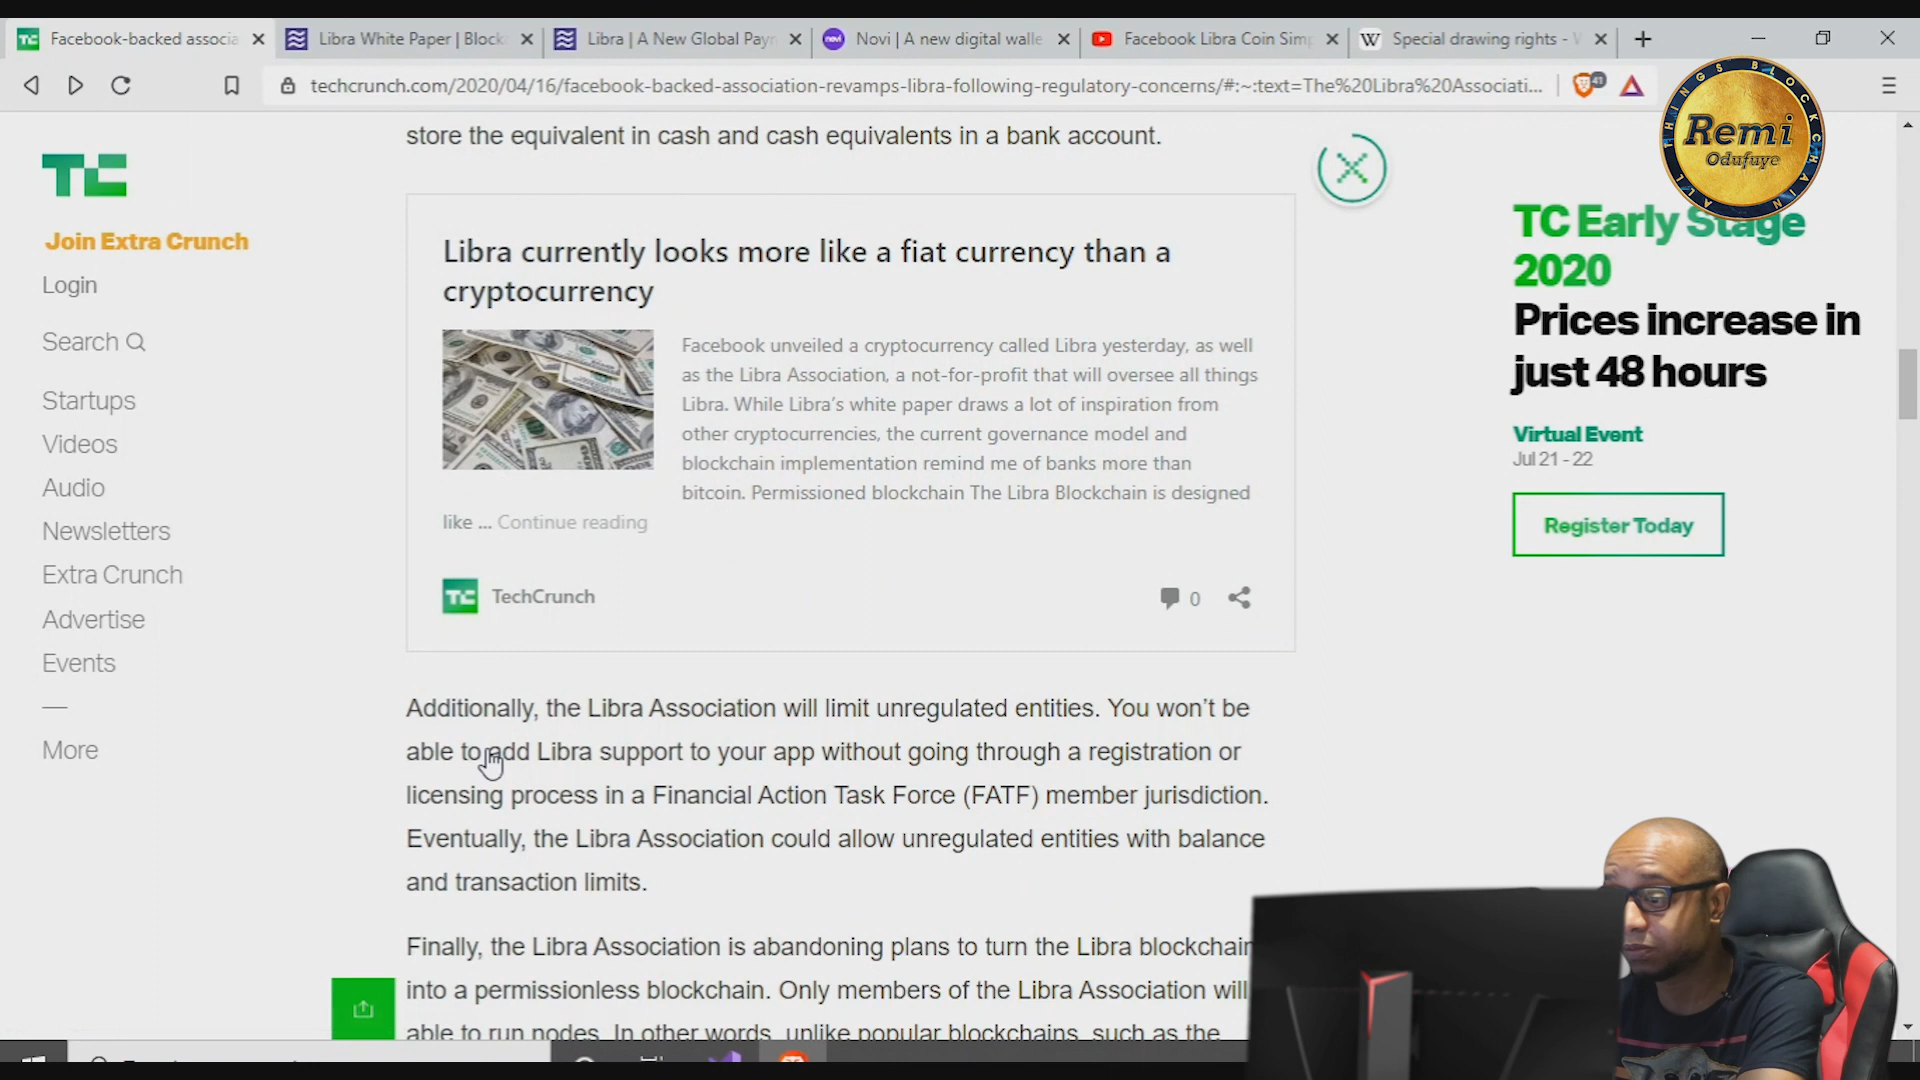 Facebook-backed associa
Libra White Paper | Block
Libra | A New Global Payn
novi
Novi | A new digital walle
Facebook Libra Coin Simp
W
Special drawing rights - W
techcrunch.com/2020/04/16/facebook-backed-association-revamps-libra-following-regulatory-concerns/#:~:text=The%20Libra%20Associati...
41
ALL THINGS BLOCKCHAIN
Remi
Odufuye
TC
Join Extra Crunch
Login
Search
Startups
Videos
Audio
Newsletters
Extra Crunch
Advertise
Events
More
store the equivalent in cash and cash equivalents in a bank account.
Libra currently looks more like a fiat currency than a
cryptocurrency
Facebook unveiled a cryptocurrency called Libra yesterday, as well
as the Libra Association, a not-for-profit that will oversee all things
Libra. While Libra's white paper draws a lot of inspiration from
other cryptocurrencies, the current governance model and
blockchain implementation remind me of banks more than
bitcoin. Permissioned blockchain The Libra Blockchain is designed
like ... Continue reading
TC TechCrunch
0
Additionally, the Libra Association will limit unregulated entities. You won't be
able to add Libra support to your app without going through a registration or
licensing process in a Financial Action Task Force (FATF) member jurisdiction.
Eventually, the Libra Association could allow unregulated entities with balance
and transaction limits.
Finally, the Libra Association is abandoning plans to turn the Libra blockchain
into a permissionless blockchain. Only members of the Libra Association will
able to run nodes. In other words, unlike popular blockchains, such as the
TC Early Stage
2020
Prices increase in
just 48 hours
Virtual Event
Jul 21 - 22
Register Today